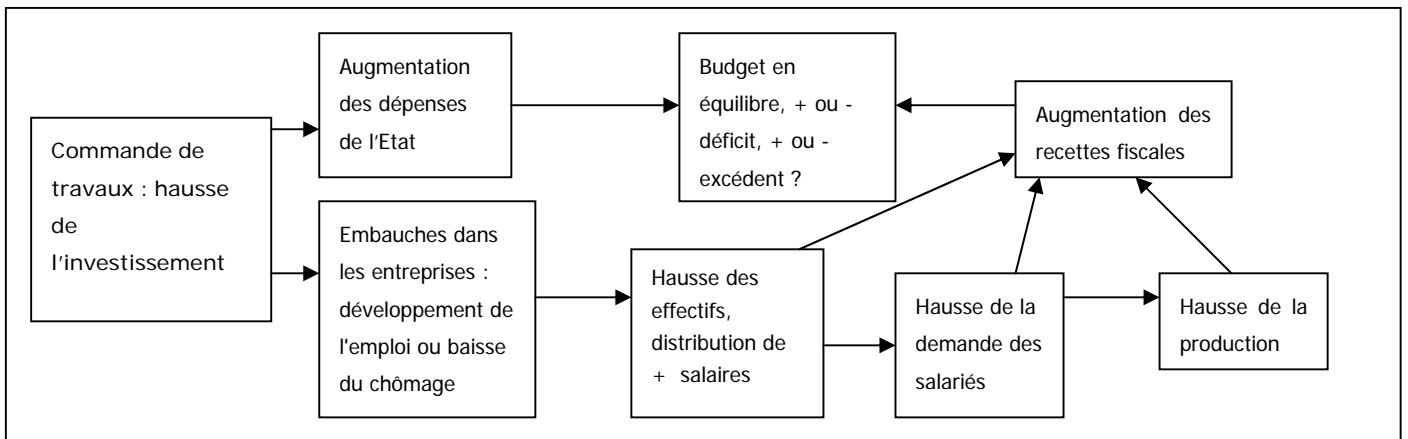 Commande de
travaux : hausse
de
l'investissement
Augmentation
des dépenses
de l'Etat
Embauches dans
les entreprises :
développement de
l'emploi ou baisse
du chômage
Budget en
équilibre, + ou -
déficit, + ou -
excédent ?
Hausse des
effectifs,
distribution de
+ salaires
Augmentation des
recettes fiscales
Hausse de la
demande des
salariés
Hausse de la
production